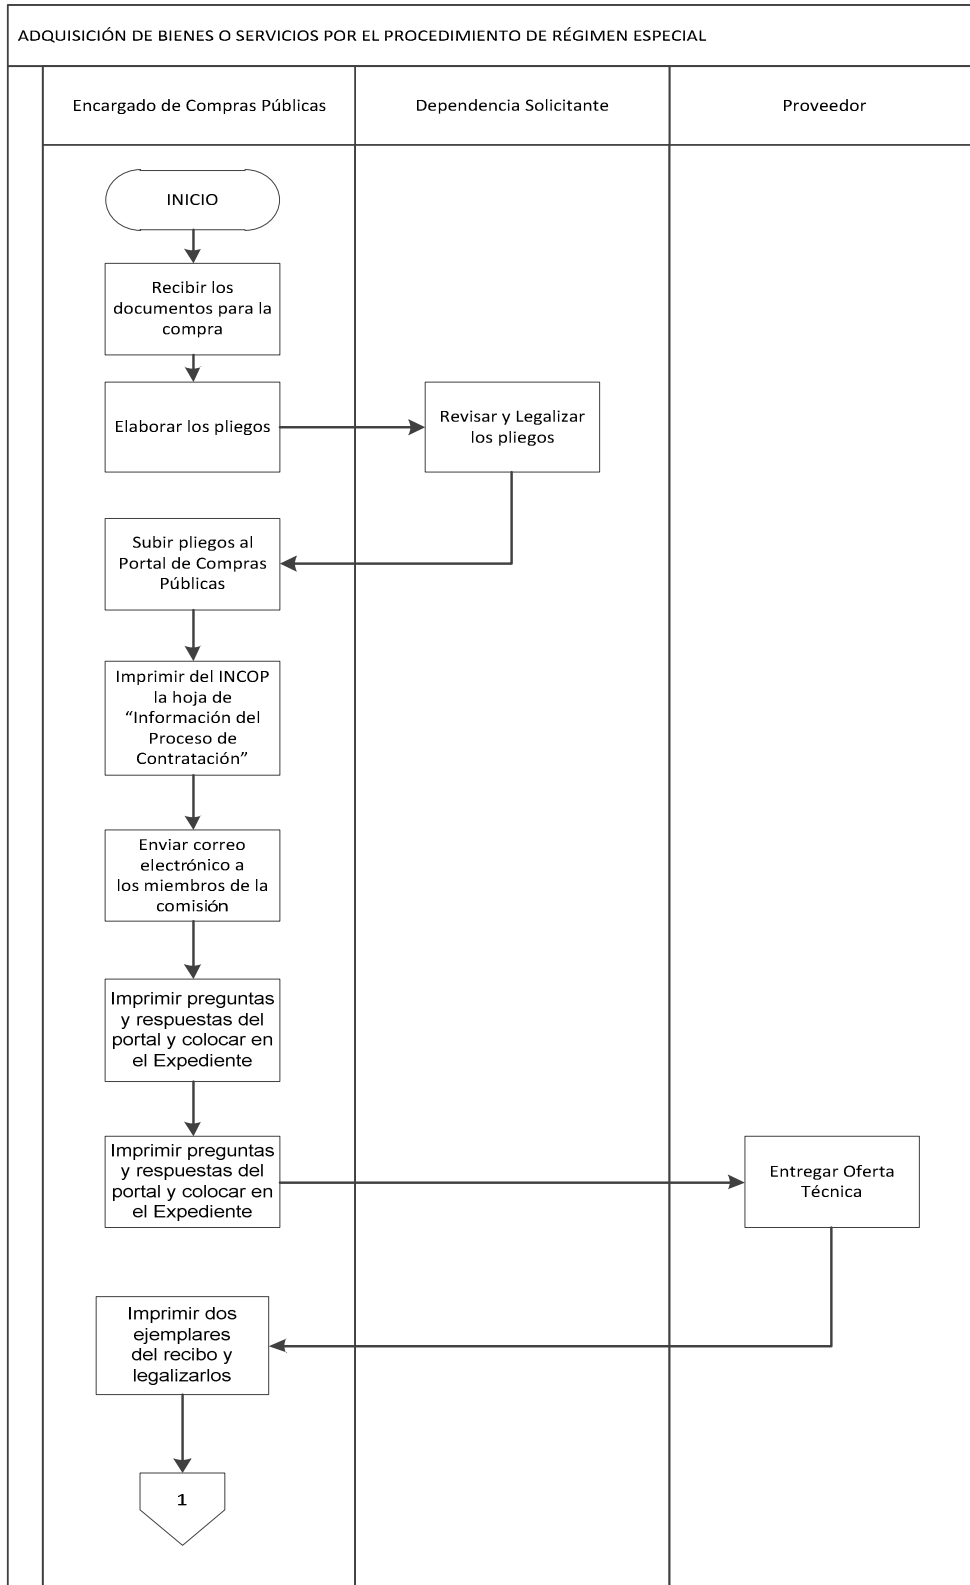 ADQUISICIÓN DE BIENES O SERVICIOS POR EL PROCEDIMIENTO DE RÉGIMEN ESPECIAL
Encargado de Compras Públicas
Dependencia Solicitante
Proveedor
INICIO
Recibir los
documentos para la
compra
Elaborar los pliegos
Revisar y Legalizar
los pliegos
Subir pliegos al
Portal de Compras
Públicas
Imprimir del INCOP
la hoja de
“Información del
Proceso de
Contratación”
Enviar correo
electrónico a
los miembros de la
comisión
Imprimir preguntas
y respuestas del
portal y colocar en
el Expediente
Imprimir preguntas
y respuestas del
portal y colocar en
el Expediente
Entregar Oferta
Técnica
Imprimir dos
ejemplares
del recibo y
legalizarlos
1